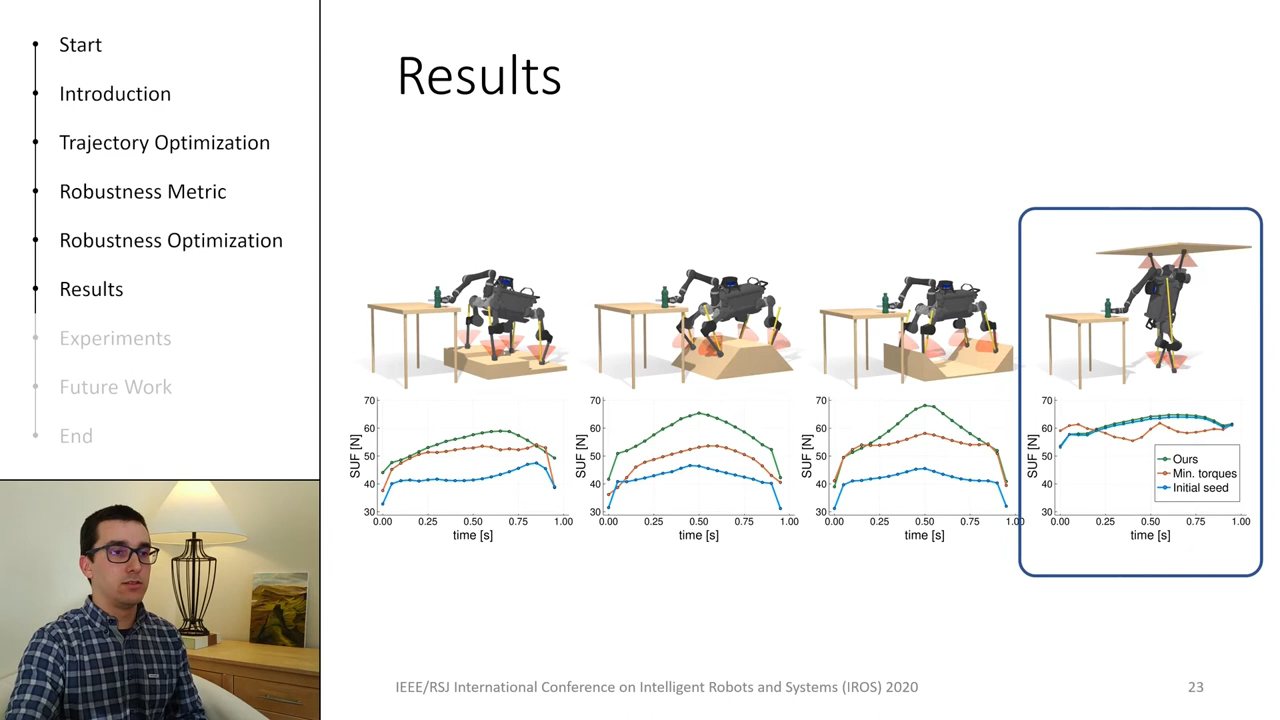 Start
Introduction
Trajectory Optimization
Robustness Metric
Robustness Optimization
Results
Experiments
Future Work
End
Results
70
60
50
40
30
SUF [N]
0.00 0.25 0.50 0.75 1.00
time [s]
70
60
50
40
30
SUF [N]
0.00 0.25 0.50 0.75 1.00
time [s]
70
60
50
40
30
SUF [N]
0.00 0.25 0.50 0.75 1.00
time [s]
70
60
50
40
30
SUF [N]
Ours
Min. torques
Initial seed
0.00 0.25 0.50 0.75 1.00
time [s]
IEEE/RSJ International Conference on Intelligent Robots and Systems (IROS) 2020
23